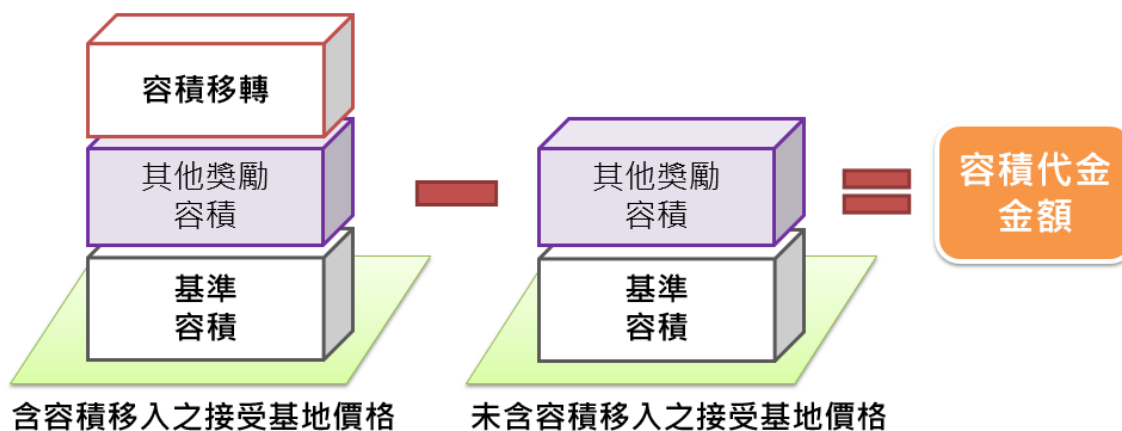 容積移轉
其他獎勵
容積
基準
容積
含容積移入之接受基地價格
其他獎勵
容積
基準
容積
未含容積移入之接受基地價格
容積代金
金額